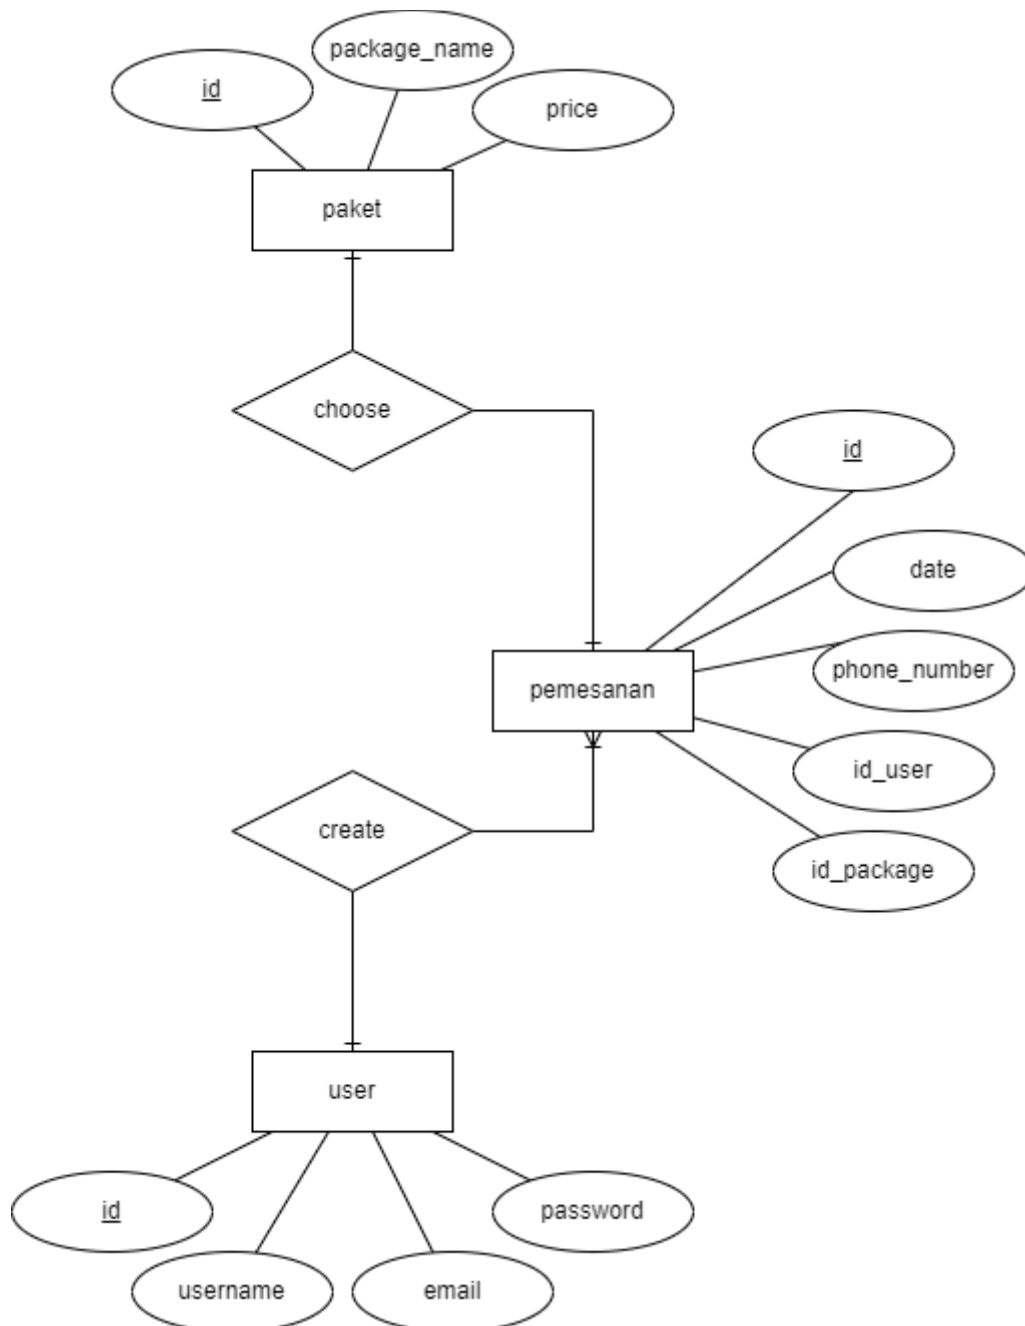 package_name
id
price
paket
choose
id
date
phone_number
pemesanan
id_user
create
id_package
user
id
password
username
email